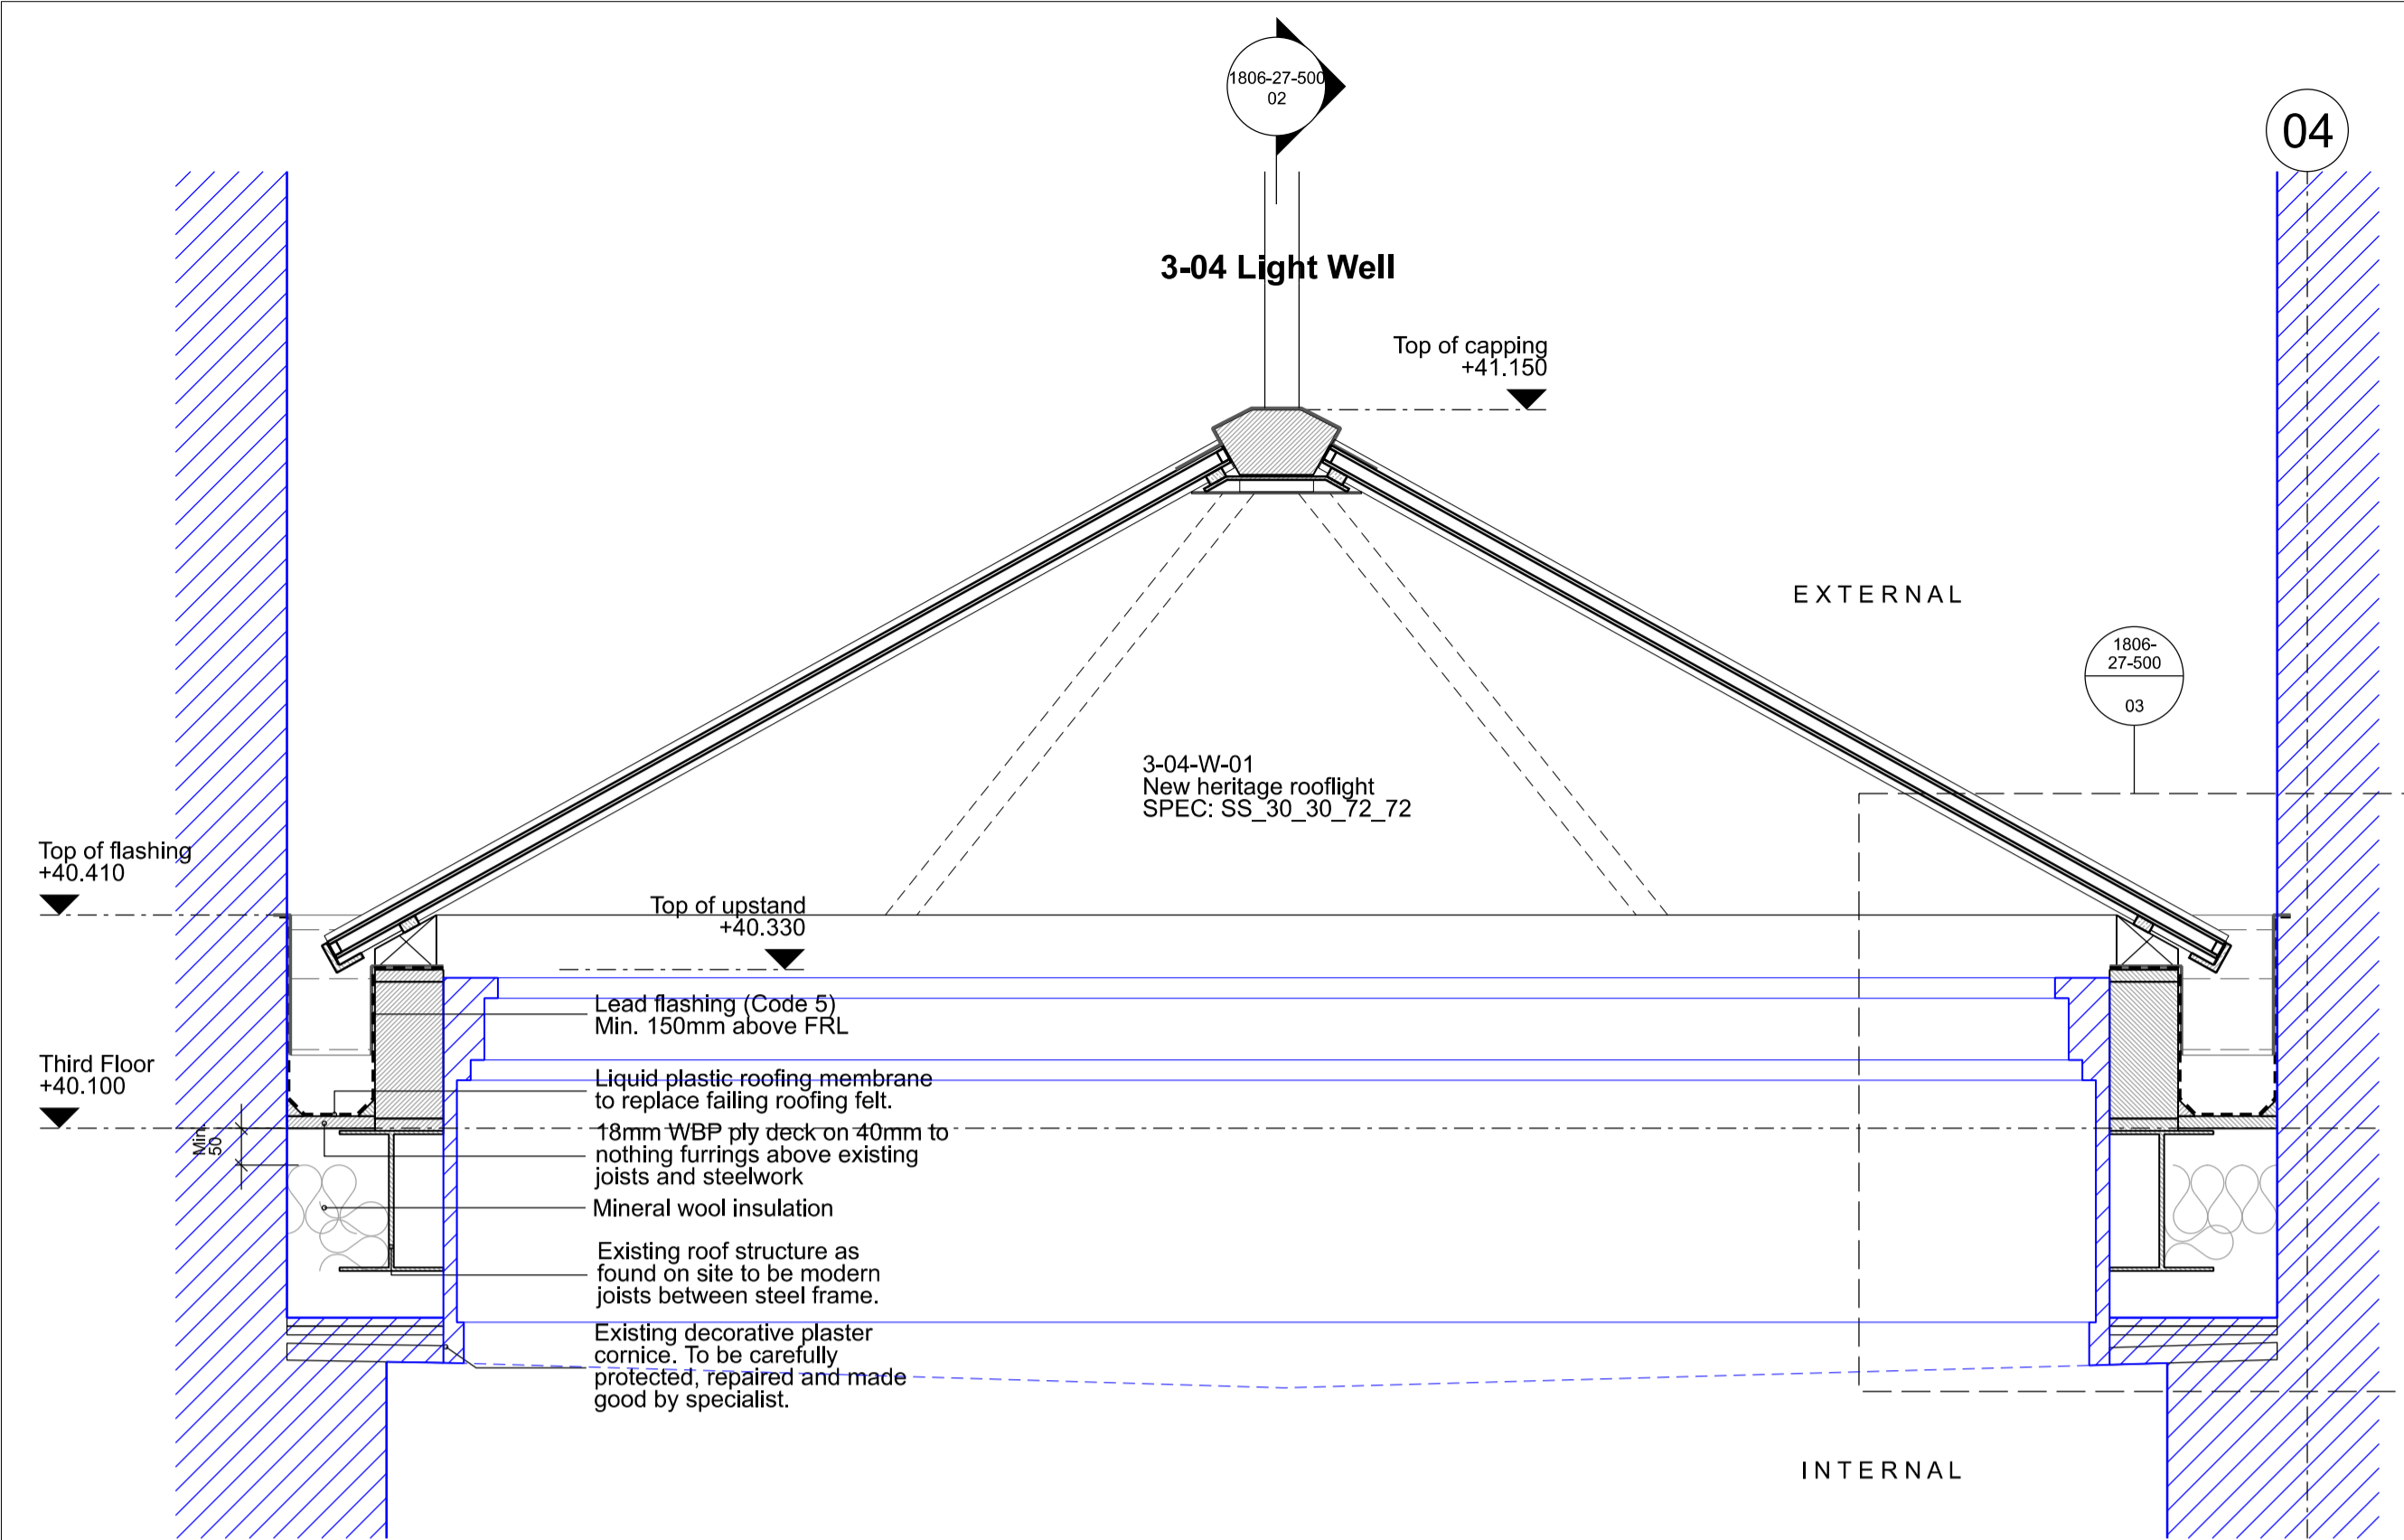 1806-27-500
02
04
3-04 Light Well
Top of capping
+41.150
EXTERNAL
1806-
27-500
03
3-04-W-01
New heritage rooflight
SPEC: SS_30_30_72_72
Top of flashing
+40.410
Top of upstand
+40.330
Lead flashing (Code 5)
Min. 150mm above FRL
Third Floor
+40.100
Liquid plastic roofing membrane
to replace failing roofing felt.
Min.
50
18mm WBP ply deck on 40mm to
nothing furrings above existing
joists and steelwork
Mineral wool insulation
Existing roof structure as
found on site to be modern
joists between steel frame.
Existing decorative plaster
cornice. To be carefully
protected, repaired and made
good by specialist.
INTERNAL